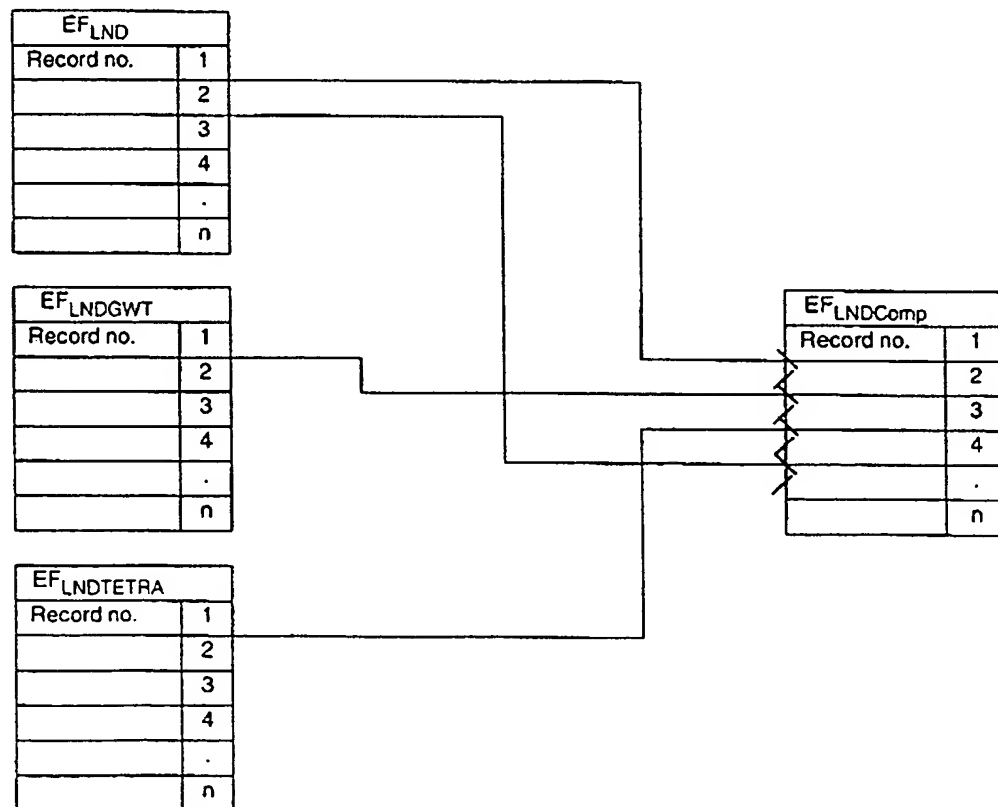 EFLND
Record no. 1
2
3
4
.
n
EFLNDGWT
Record no. 1
2
3
4
.
n
EFLNDTETRA
Record no. 1
2
3
4
.
n
EFLNDComp
Record no. 1
2
3
4
.
n